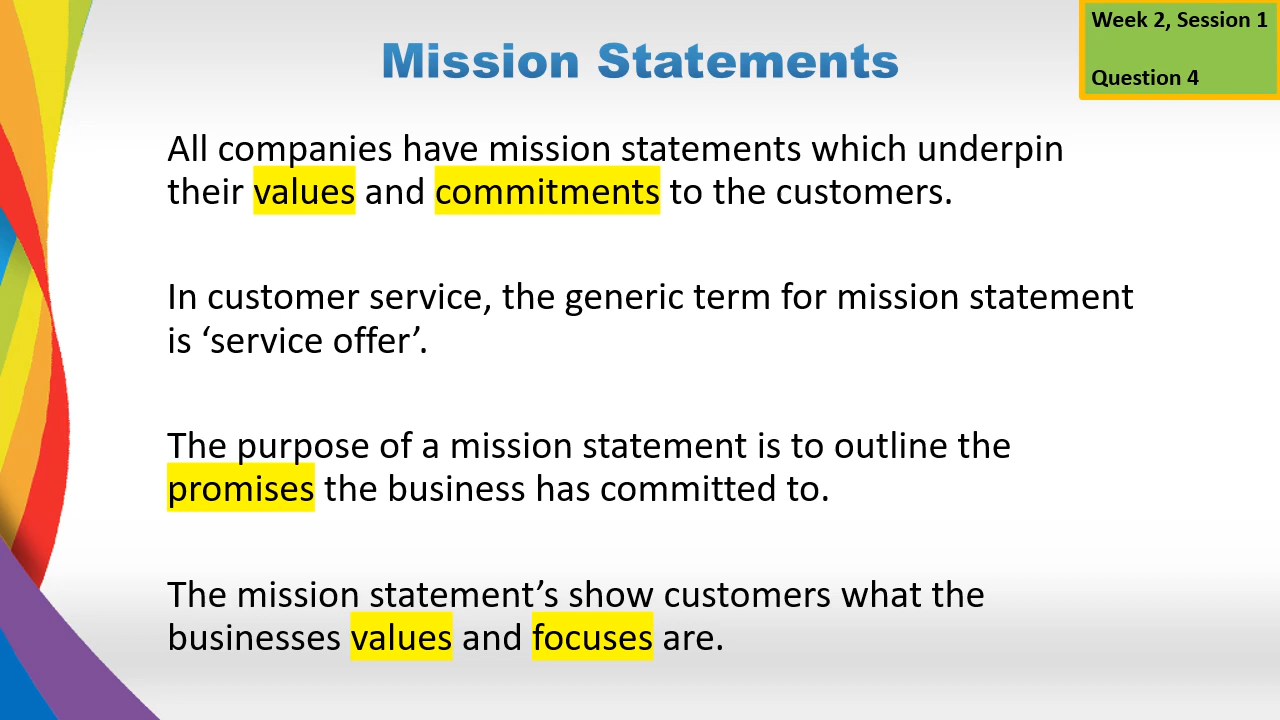 Mission Statements
Week 2, Session 1
Question 4
All companies have mission statements which underpin
their values and commitments to the customers.
In customer service, the generic term for mission statement
is ‘service offer’.
The purpose of a mission statement is to outline the
promises the business has committed to.
The mission statement’s show customers what the
businesses values and focuses are.